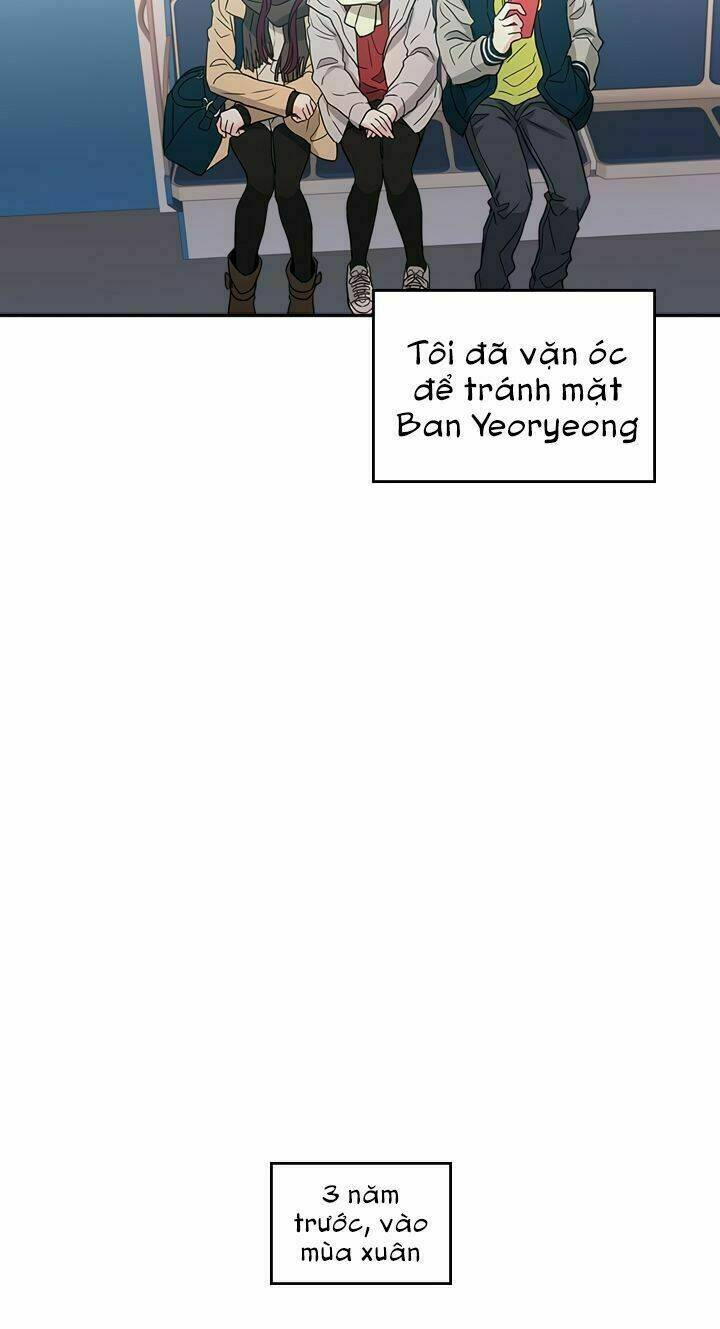 Tôi đã vặn óc
để tránh mặt
Ban Yeoryeong
3 năm
trước, vào
mùa xuân